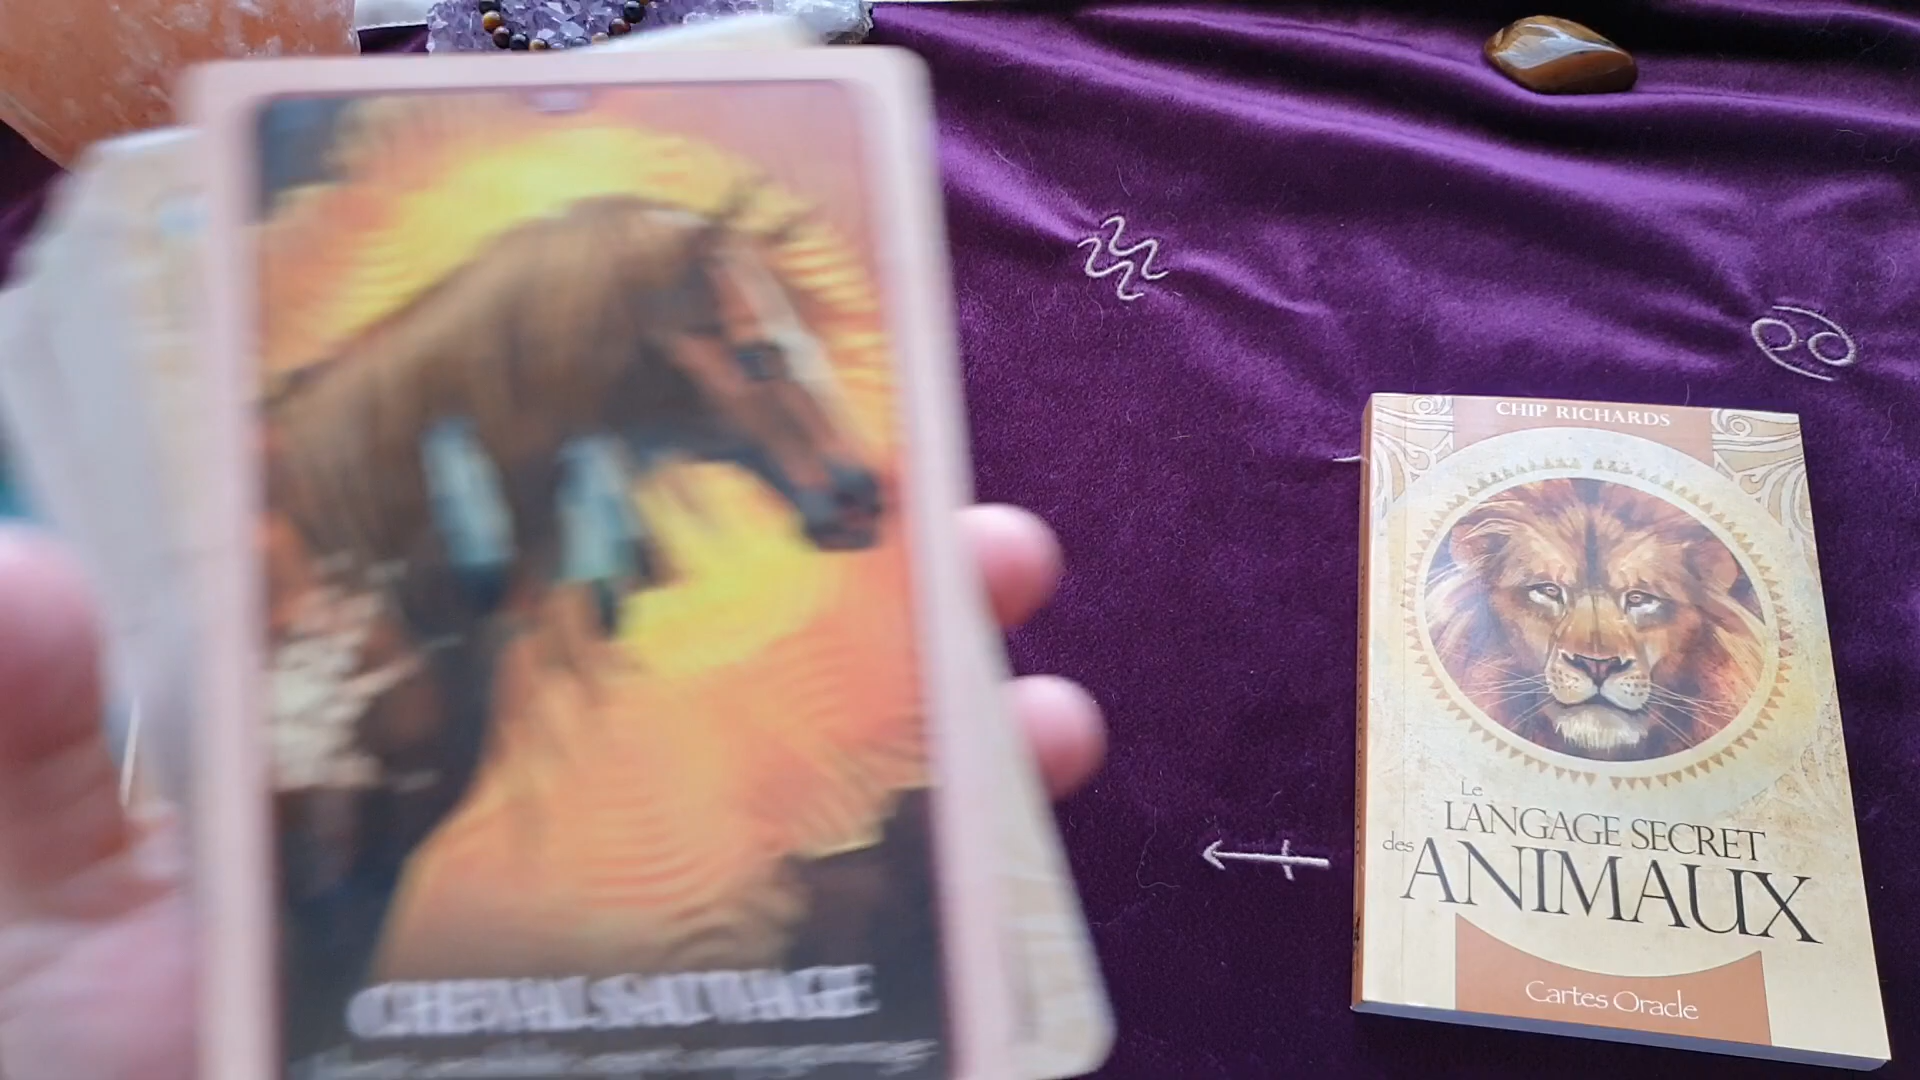 CHEVAL SAUVAGE
CHIP RICHARDS
Le
LANGAGE SECRET
des ANIMAUX
Cartes Oracle